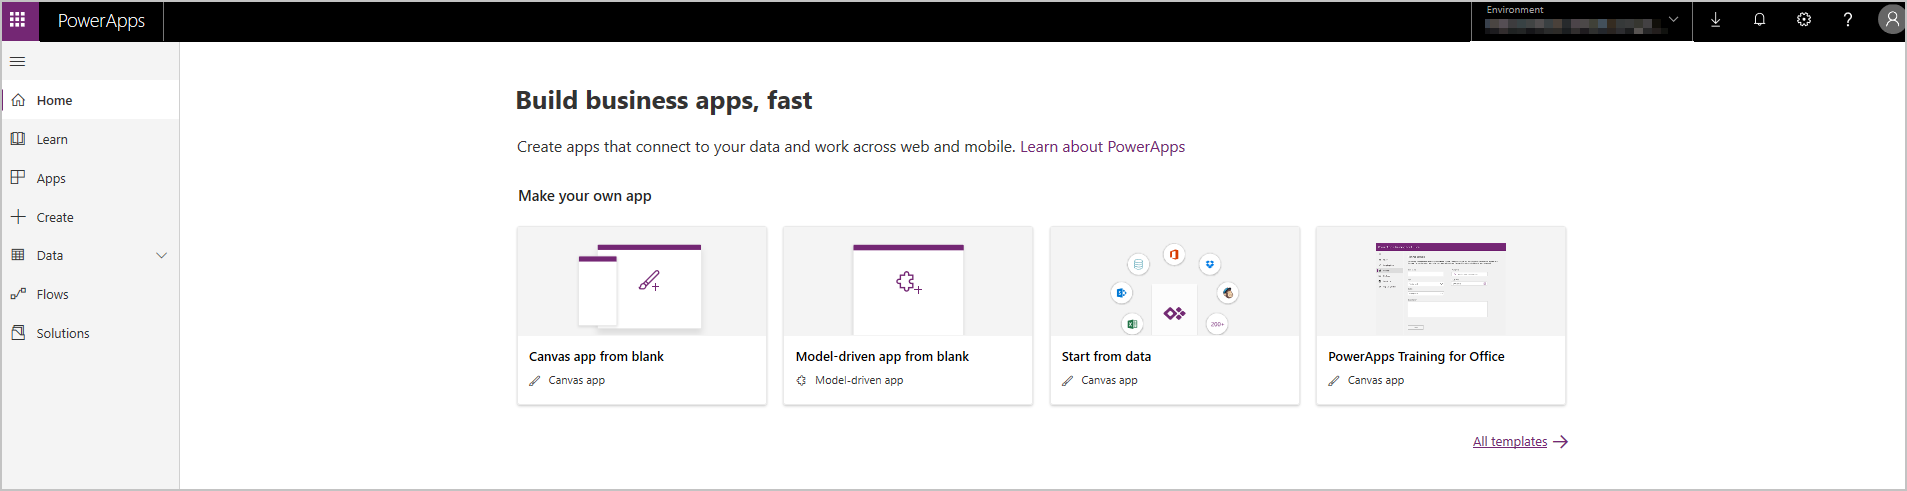 PowerApps
Environment
Home
Learn
Apps
Create
Data
Flows
Solutions
Build business apps, fast
Create apps that connect to your data and work across web and mobile. Learn about PowerApps
Make your own app
200+
Canvas app from blank
Canvas app
Model-driven app from blank
Model-driven app
Start from data
Canvas app
PowerApps Training for Office
Canvas app
All templates